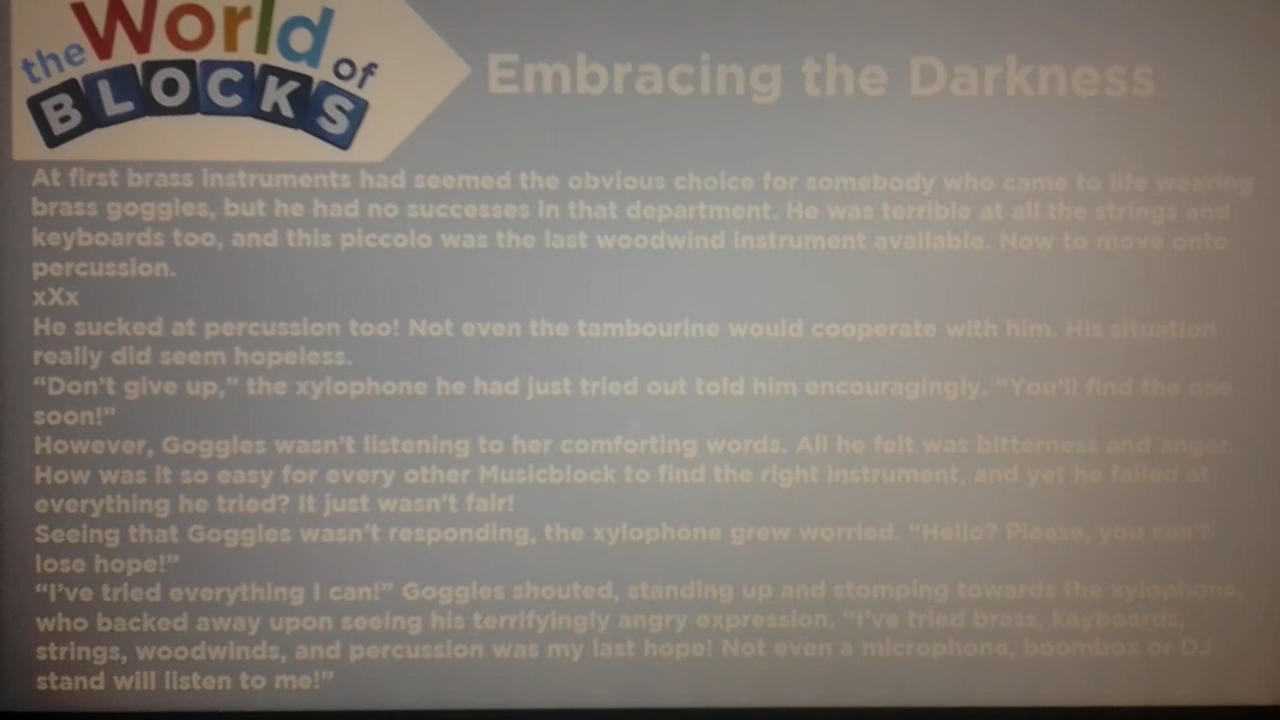 the World of
BLOCKS
Embracing the Darkness
At first brass instruments had seemed the obvious choice for somebody who came to life wearing
brass goggles, but he had no successes in that department. He was terrible at all the strings and
keyboards too, and this piccolo was the last woodwind instrument available. Now to move onto
percussion.
xXx
He sucked at percussion too! Not even the tambourine would cooperate with him. His situation
really did seem hopeless.
“Don’t give up,” the xylophone he had just tried out told him encouragingly. “You’ll find the one
soon!”
However, Goggles wasn’t listening to her comforting words. All he felt was bitterness and anger.
How was it so easy for every other Musicblock to find the right instrument, and yet he failed at
everything he tried? It just wasn’t fair!
Seeing that Goggles wasn’t responding, the xylophone grew worried. “Hello? Please, you can’t
lose hope!”
“I’ve tried everything I can!” Goggles shouted, standing up and stomping towards the xylophone,
who backed away upon seeing his terrifyingly angry expression. “I’ve tried brass, keyboards,
strings, woodwinds, and percussion was my last hope! Not even a microphone, boombox or DJ
stand will listen to me!”